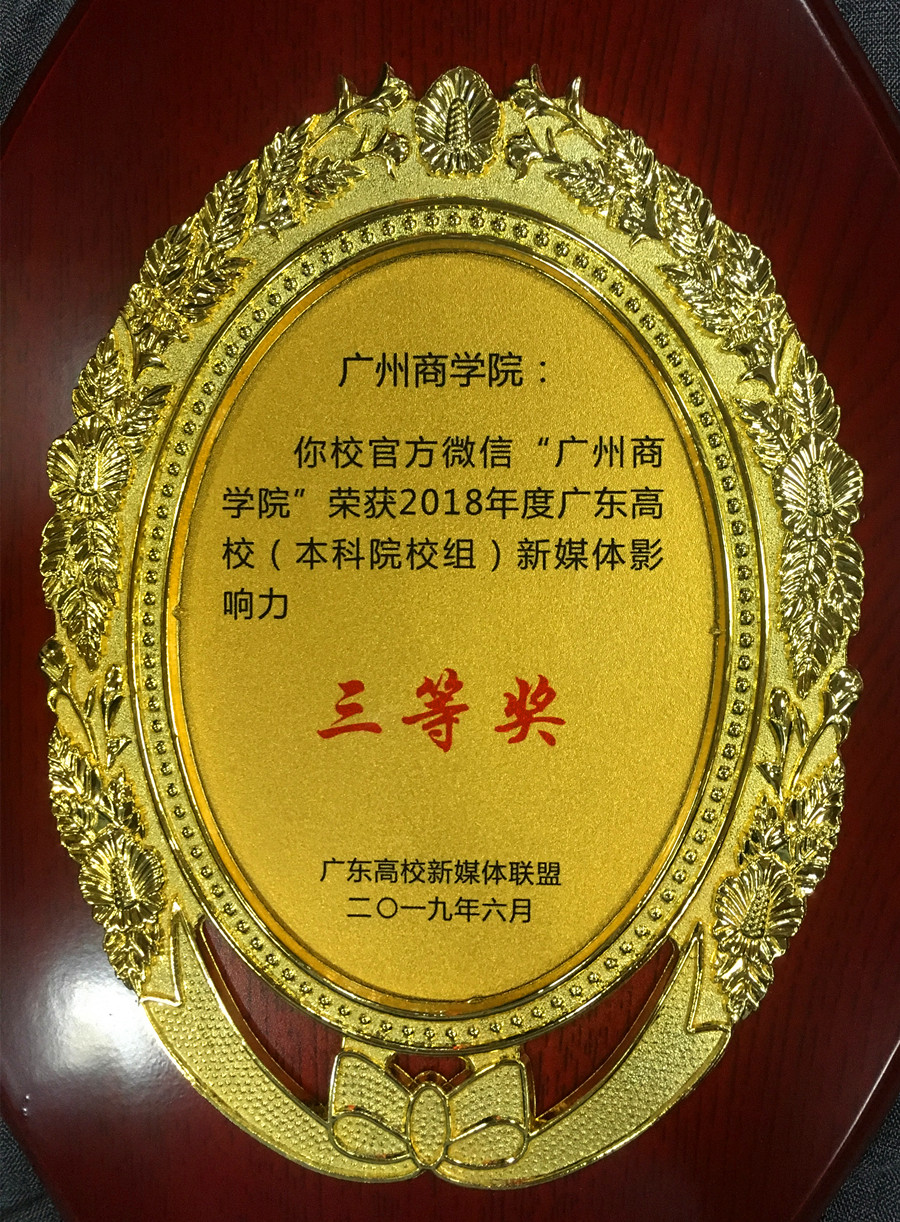 广州商学院：
你校官方微信“广州商
学院”荣获2018年度广东高
校（本科院校组）新媒体影
响力
三等奖
广东高校新媒体联盟
二〇一九年六月